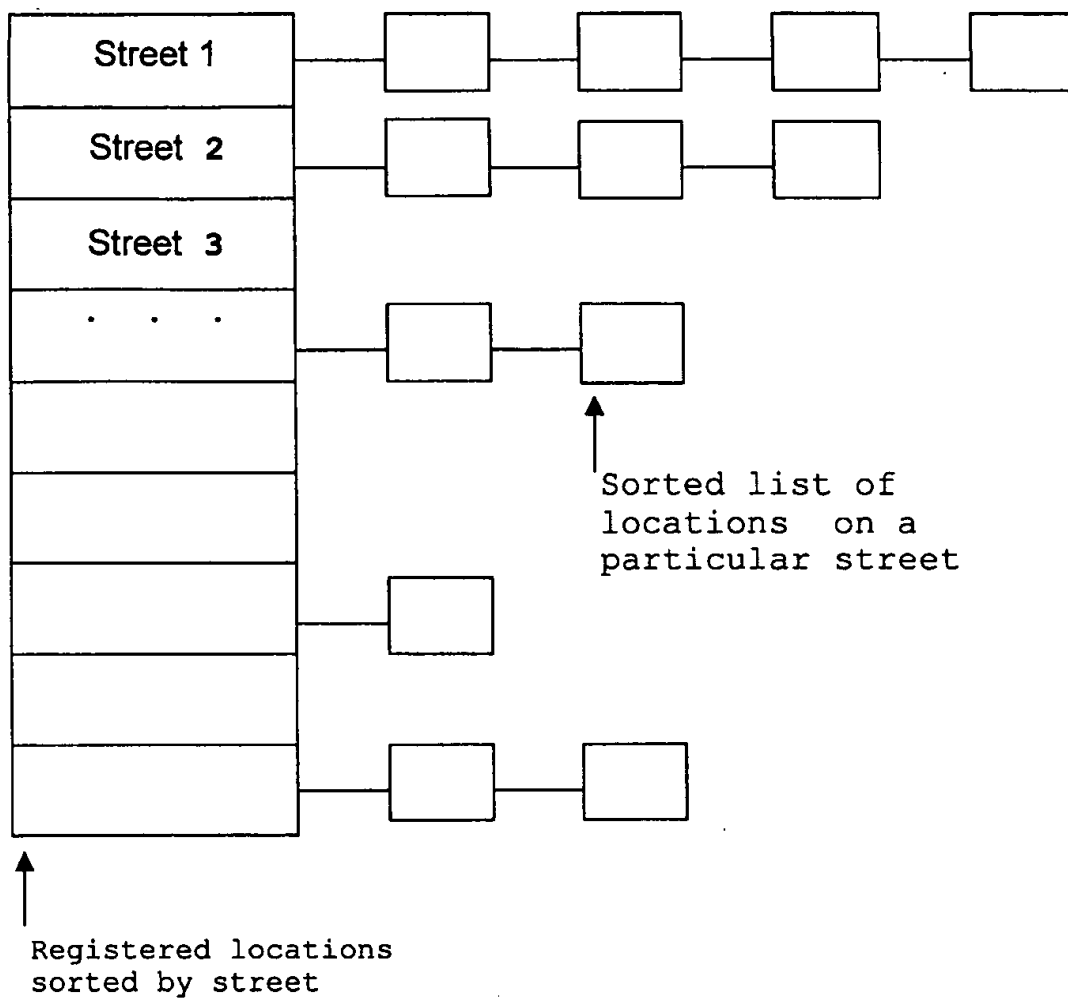 Street 1
Street 2
Street 3
. . .
Sorted list of
locations on a
particular street
Registered locations
sorted by street